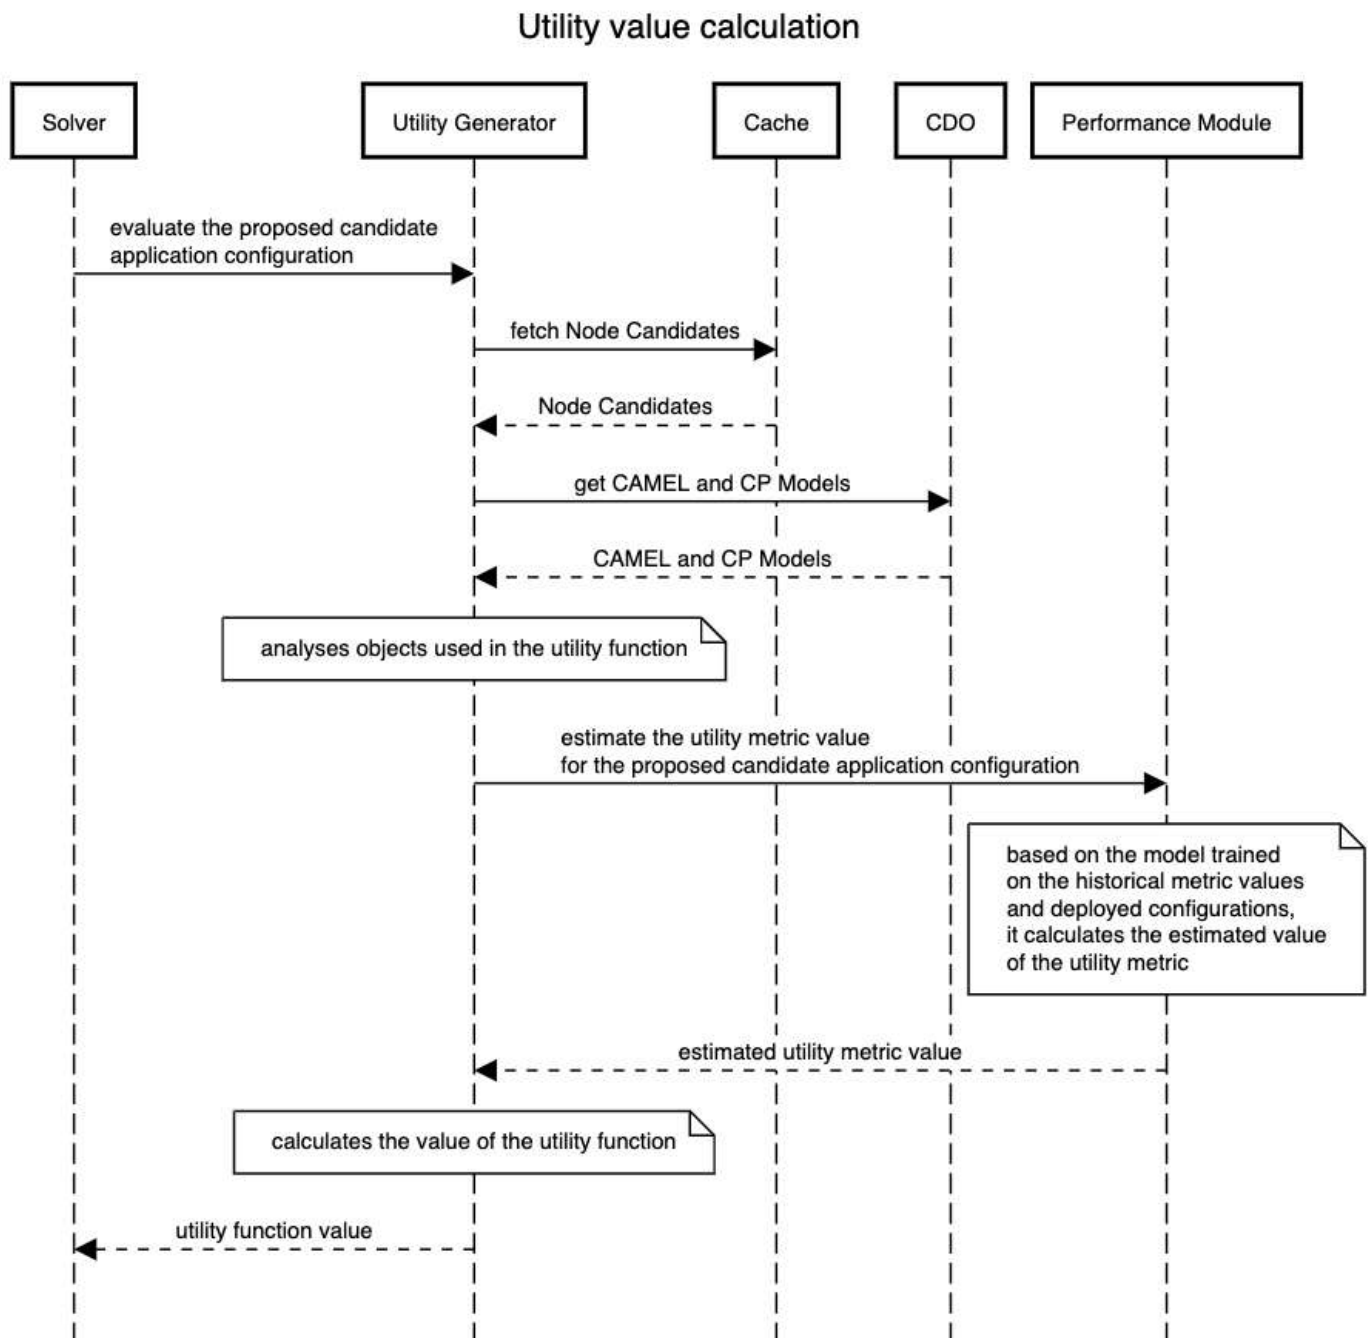 Utility value calculation
Solver
Utility Generator
Cache
CDO
Performance Module
evaluate the proposed candidate
application configuration
fetch Node Candidates
Node Candidates
get CAMEL and CP Models
CAMEL and CP Models
analyses objects used in the utility function
estimate the utility metric value
for the proposed candidate application configuration
based on the model trained
on the historical metric values
and deployed configurations,
it calculates the estimated value
of the utility metric
estimated utility metric value
calculates the value of the utility function
utility function value